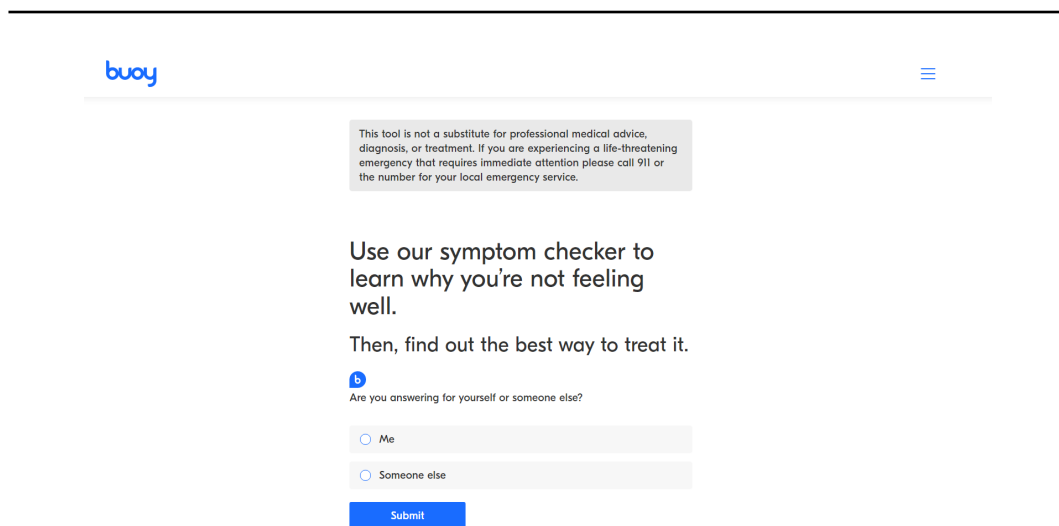 buoy
This tool is not a substitute for professional medical advice,
diagnosis, or treatment. If you are experiencing a life-threatening
emergency that requires immediate attention please call 911 or
the number for your local emergency service.
Use our symptom checker to
learn why you're not feeling
well.
Then, find out the best way to treat it.
b
Are you answering for yourself or someone else?
Me
Someone else
Submit